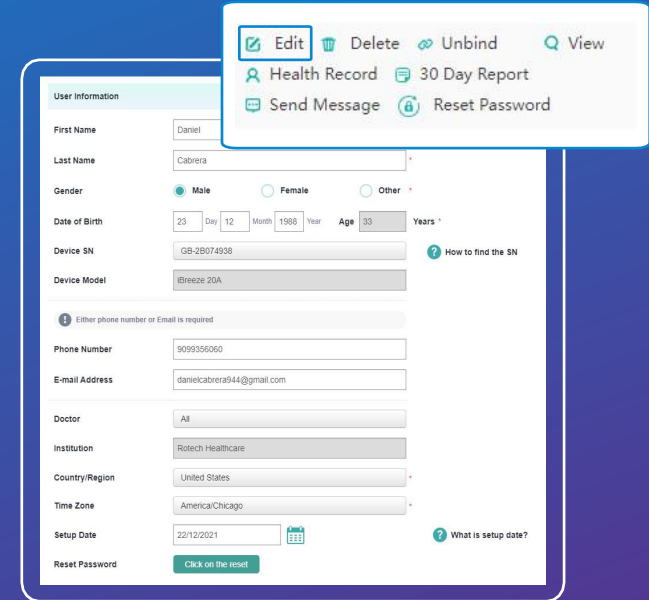 Edit Delete Unbind View
Health Record 30 Day Report
Send Message Reset Password
User Information
First Name Daniel
Last Name Cabrera *
Gender Male Female Other *
Date of Birth 23 Day 12 Month 1988 Year Age 33 Years *
Device SN GB-2B074938 ? How to find the SN
Device Model iBreeze 20A
! Either phone number or Email is required
Phone Number 9099356060
E-mail Address danielcabrera944@gmail.com
Doctor All
Institution Rotech Healthcare
Country/Region United States *
Time Zone America/Chicago *
Setup Date 22/12/2021 ? What is setup date?
Reset Password Click on the reset